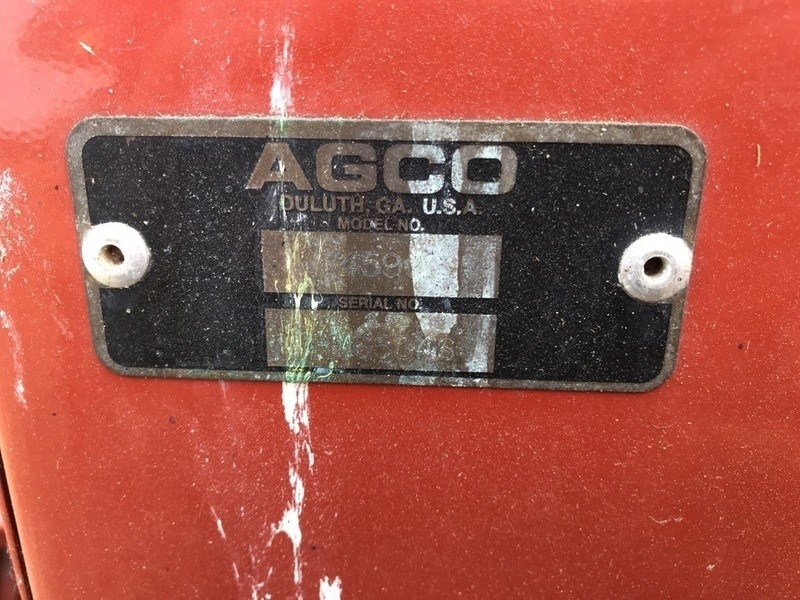 AGCO
DULUTH, GA. U.S.A.
MODEL NO.
SERIAL NO.